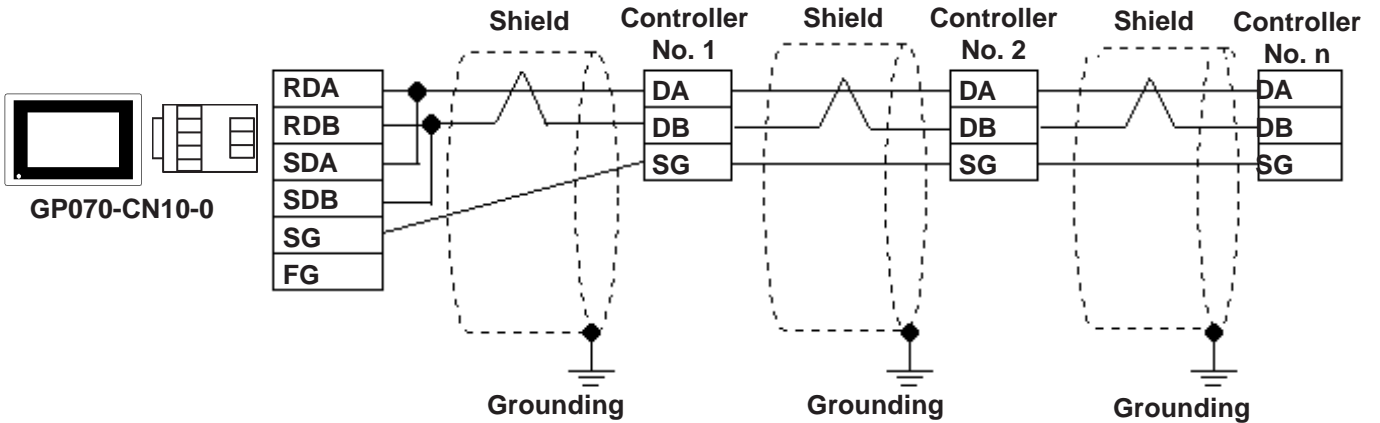 Shield
Controller
No. 1
Shield
Controller
No. 2
Shield
Controller
No. n
RDA
RDB
SDA
SDB
SG
FG
DA
DB
SG
DA
DB
SG
DA
DB
SG
GP070-CN10-0
Grounding
Grounding
Grounding